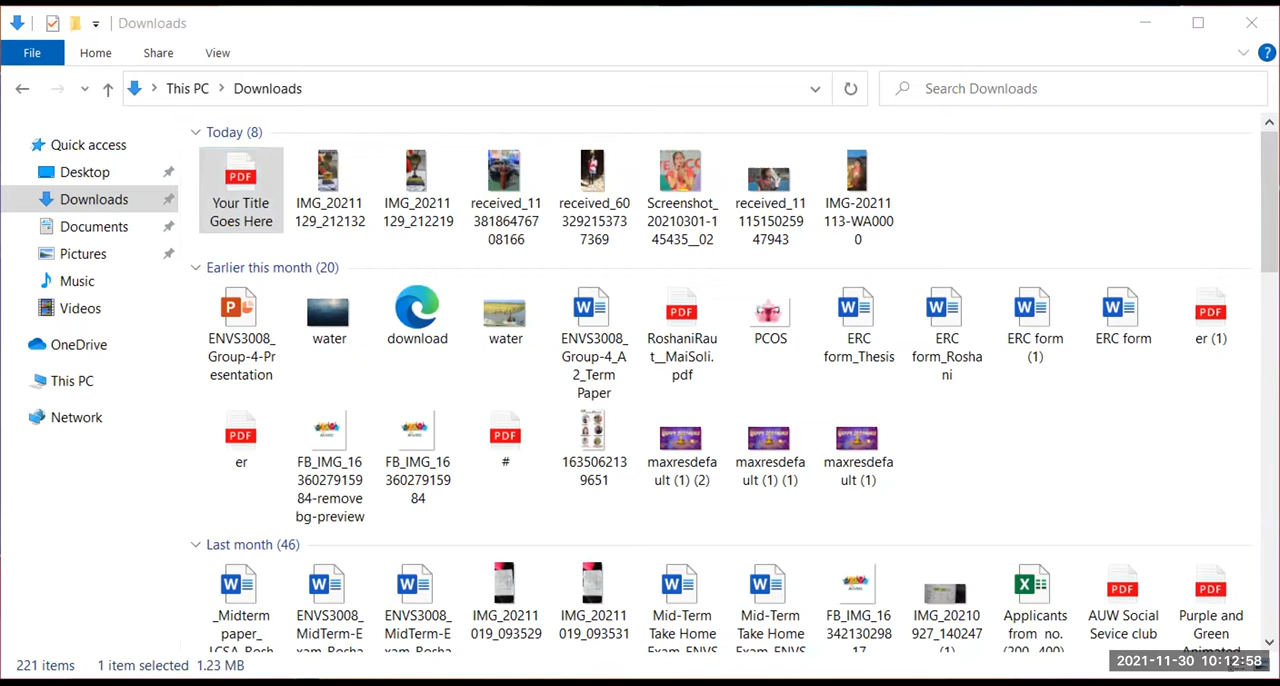 Downloads
File Home Share View
This PC Downloads
Search Downloads
Quick access
Desktop
Downloads
Documents
Pictures
Music
Videos
OneDrive
This PC
Network
Today (8)
PDF
Your Title
Goes Here
IMG_20211
129_212132
IMG_20211
129_212219
received_11
381864767
08166
received_60
329215373
7369
Screenshot_
20210301-1
45435__02
received_11
115150259
47943
IMG-20211
113-WA000
0
Earlier this month (20)
ENVS3008_
Group-4-Pr
esentation
water
download
water
ENVS3008_
Group-4_A
2_Term
Paper
PDF
RoshaniRau
t__MaiSoli.
pdf
PCOS
ERC
form_Thesis
ERC
form_Rosha
ni
ERC form
(1)
ERC form
PDF
er (1)
PDF
er
FB_IMG_16
360279159
84-remove
bg-preview
FB_IMG_16
360279159
84
PDF
#
163506213
9651
maxresdefa
ult (1) (2)
maxresdefa
ult (1) (1)
maxresdefa
ult (1)
Last month (46)
_Midterm
paper_
ENVS3008_
MidTerm-E
ENVS3008_
MidTerm-E
IMG_20211
019_093529
IMG_20211
019_093531
Mid-Term
Take Home
Mid-Term
Take Home
FB_IMG_16
342130298
17
IMG_20210
927_140247
(1)
Applicants
from no.
PDF
AUW Social
Sevice club
PDF
Purple and
Green
Animated
221 items 1 item selected 1.23 MB
2021-11-30 10:12:58